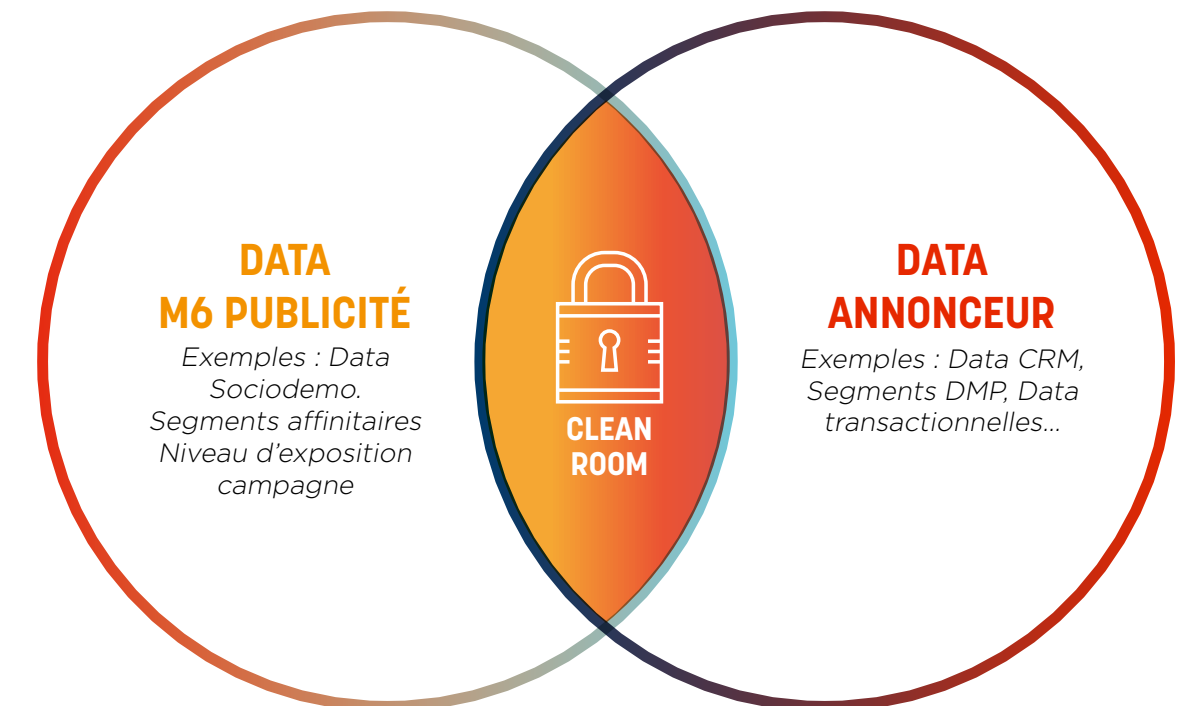 DATA
M6 PUBLICITÉ
Exemples : Data
Sociodemo.
Segments affinitaires
Niveau d’exposition
campagne
CLEAN
ROOM
DATA
ANNONCEUR
Exemples : Data CRM,
Segments DMP, Data
transactionnelles...